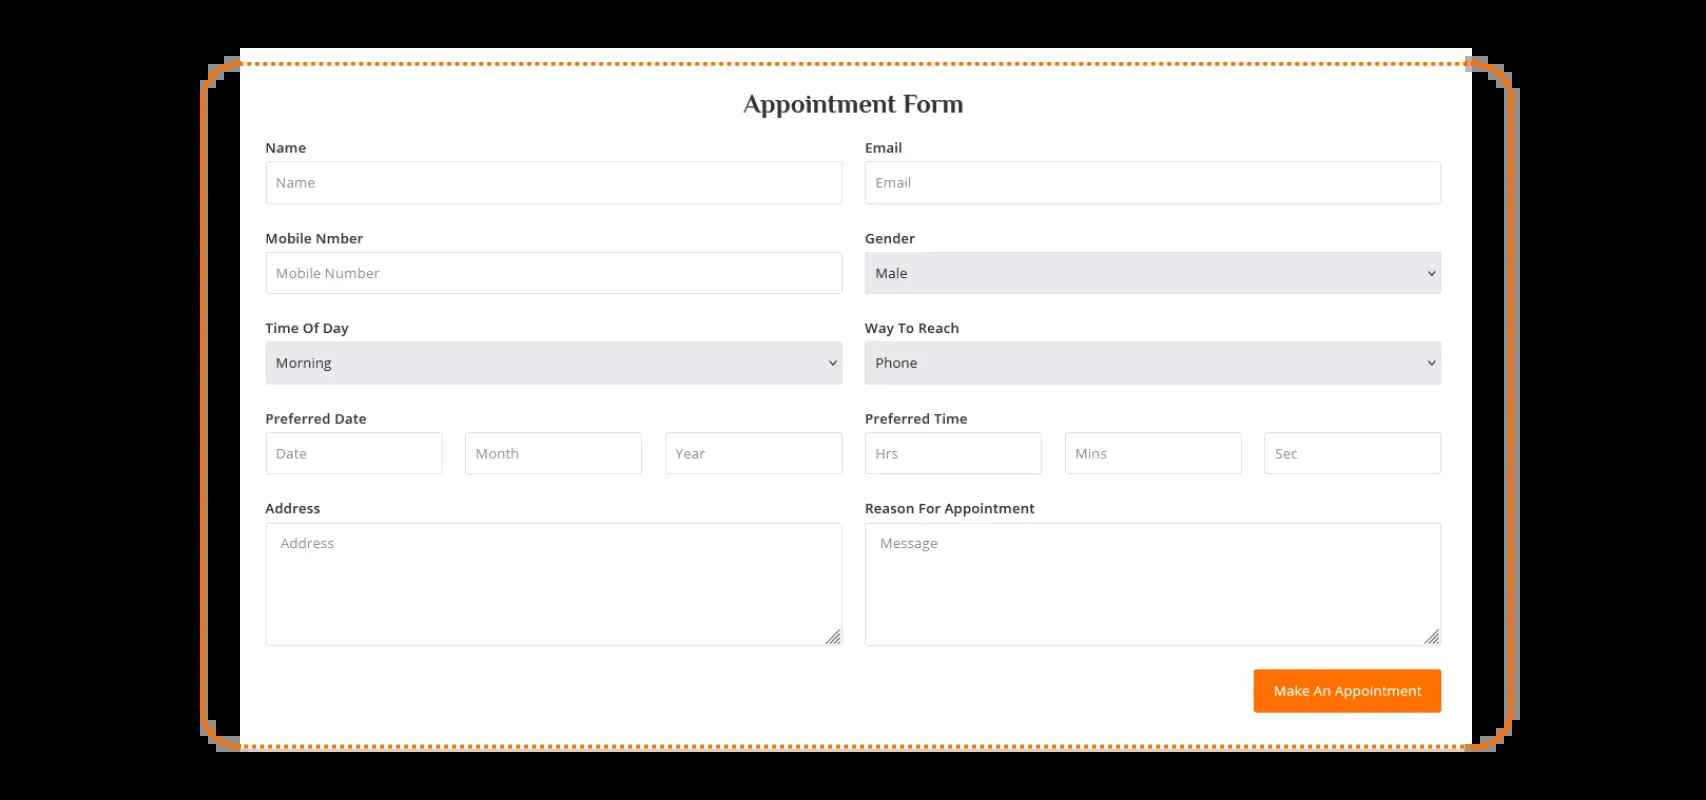 Appointment Form
Name
Email
Name
Email
Mobile Nmber
Gender
Mobile Number
Male
Time Of Day
Way To Reach
Morning
Phone
Preferred Date
Preferred Time
Date Month Year
Hrs Mins Sec
Address
Reason For Appointment
Address
Message
Make An Appointment